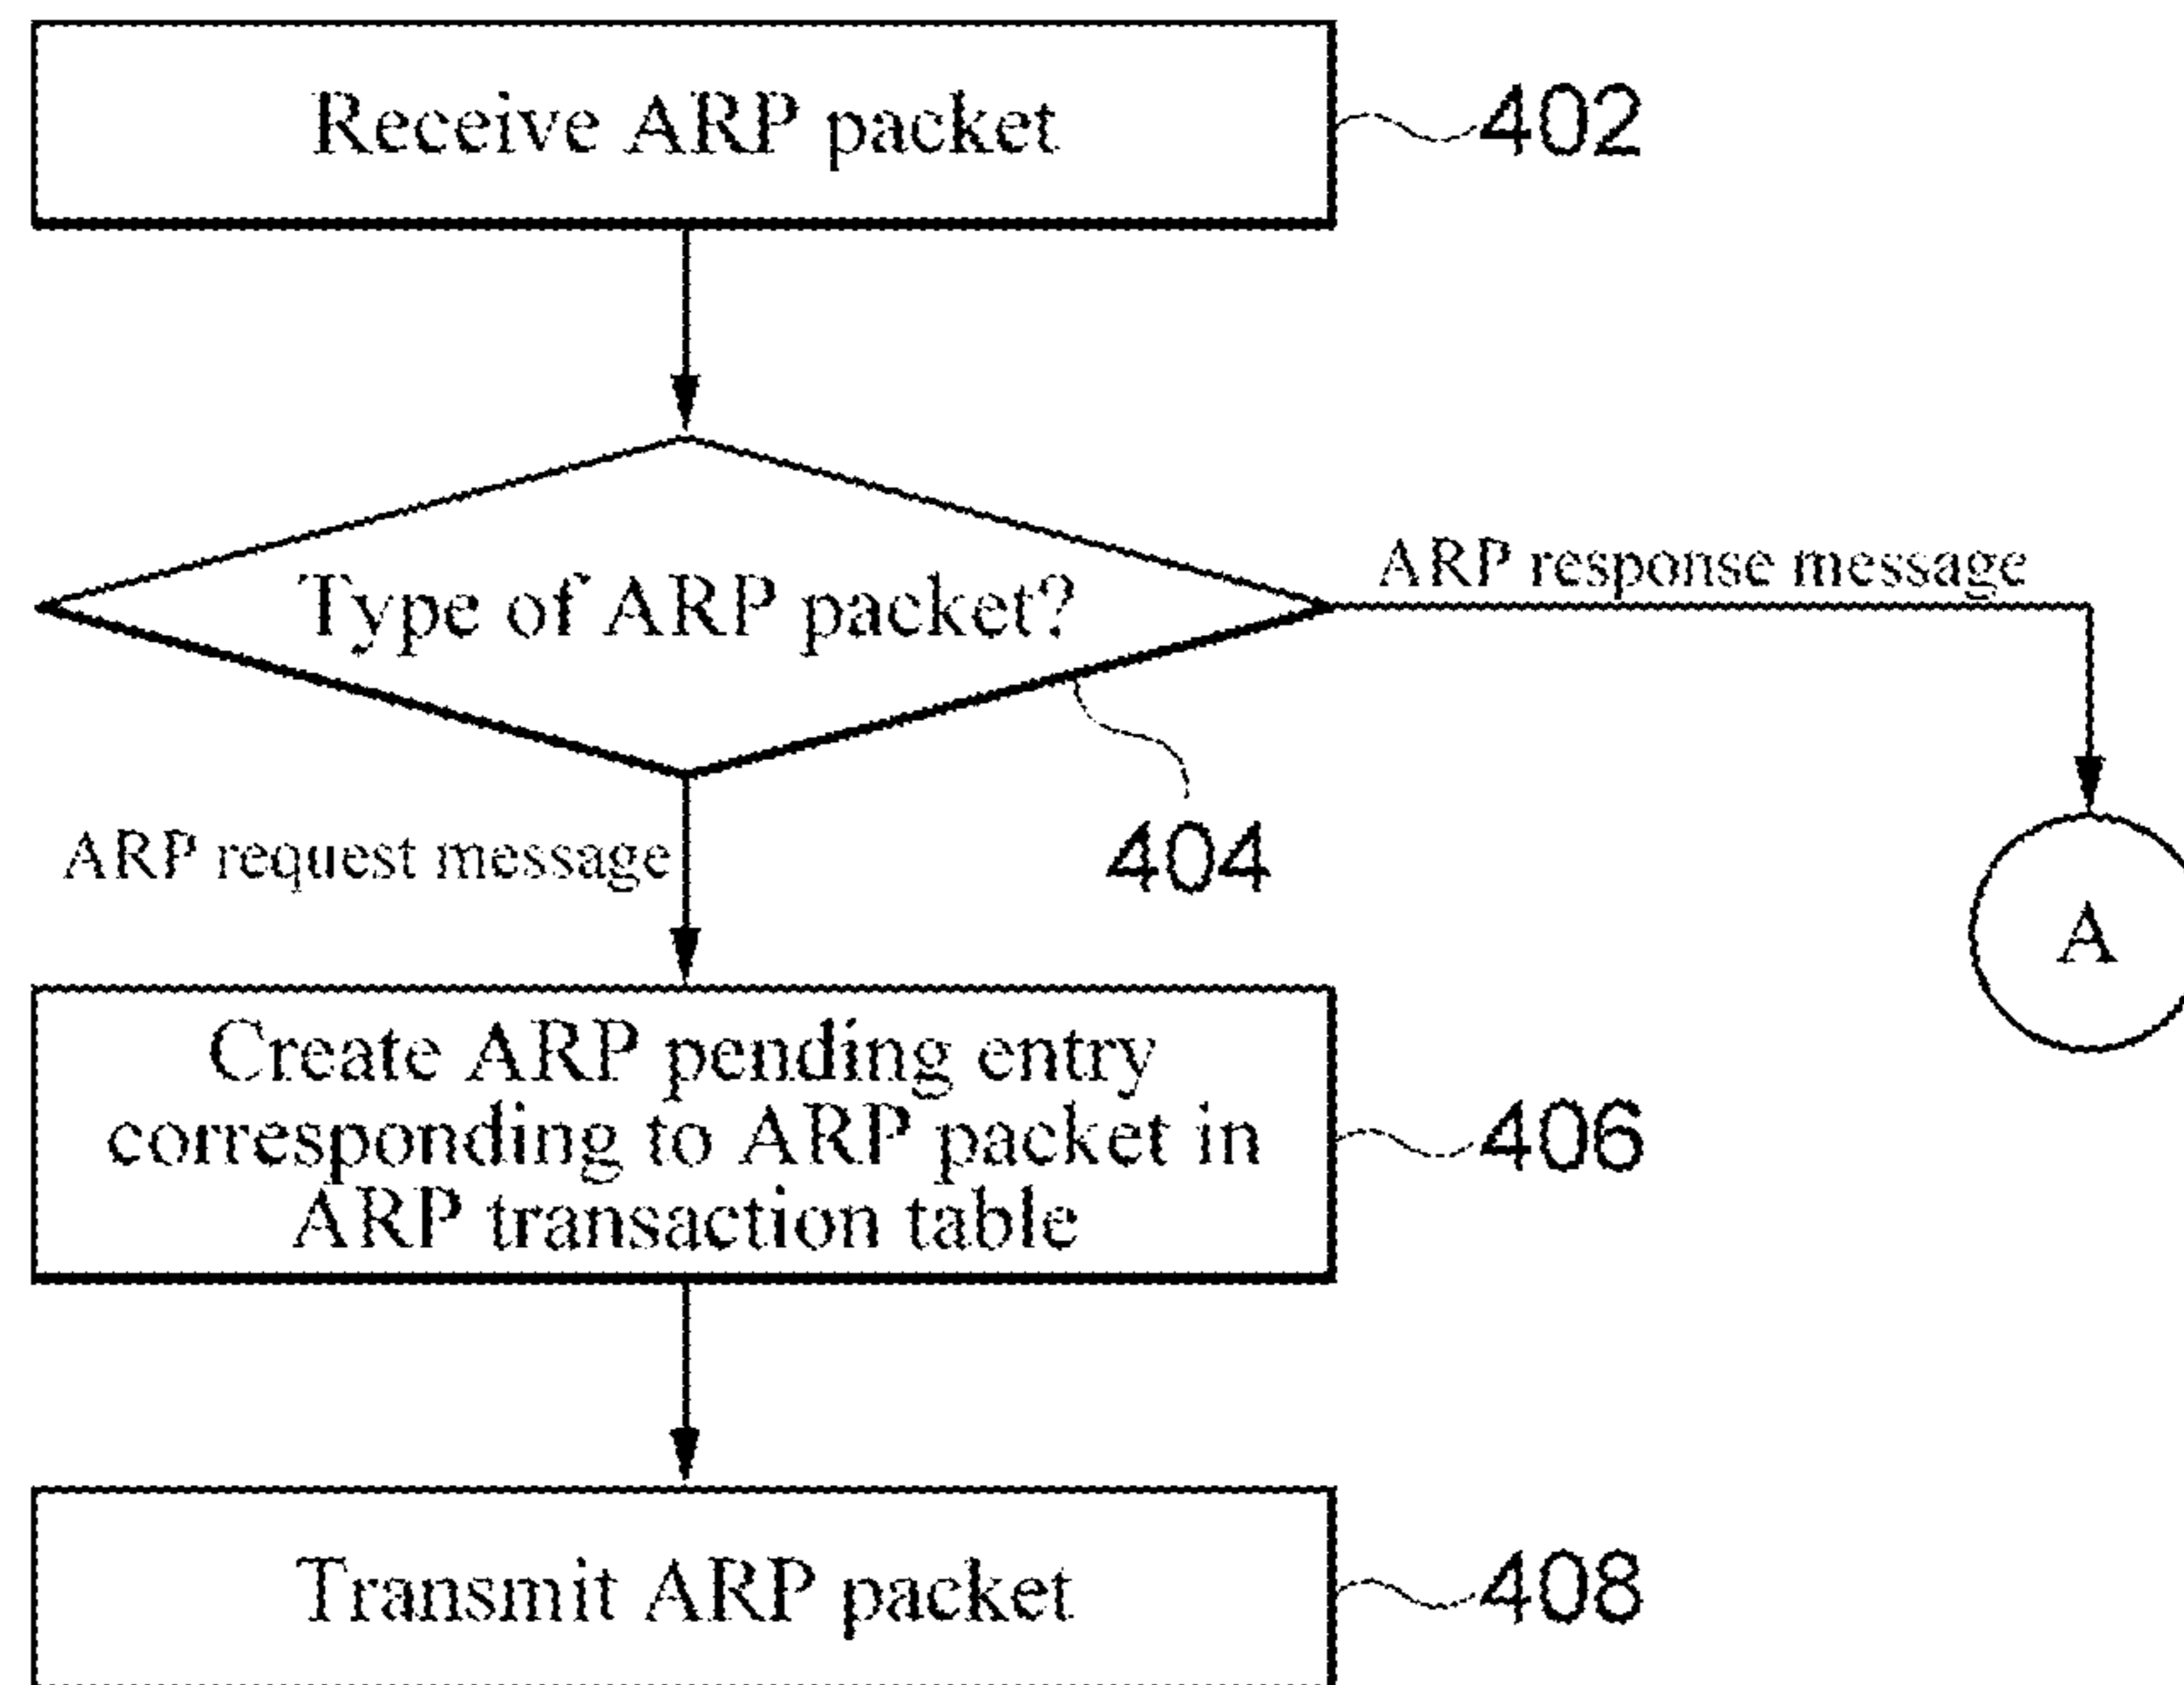 Receive ARP packet
402
Type of ARP packet?
ARP response message
404
ARP request message
A
Create ARP pending entry
corresponding to ARP packet in
ARP transaction table
406
Transmit ARP packet
408